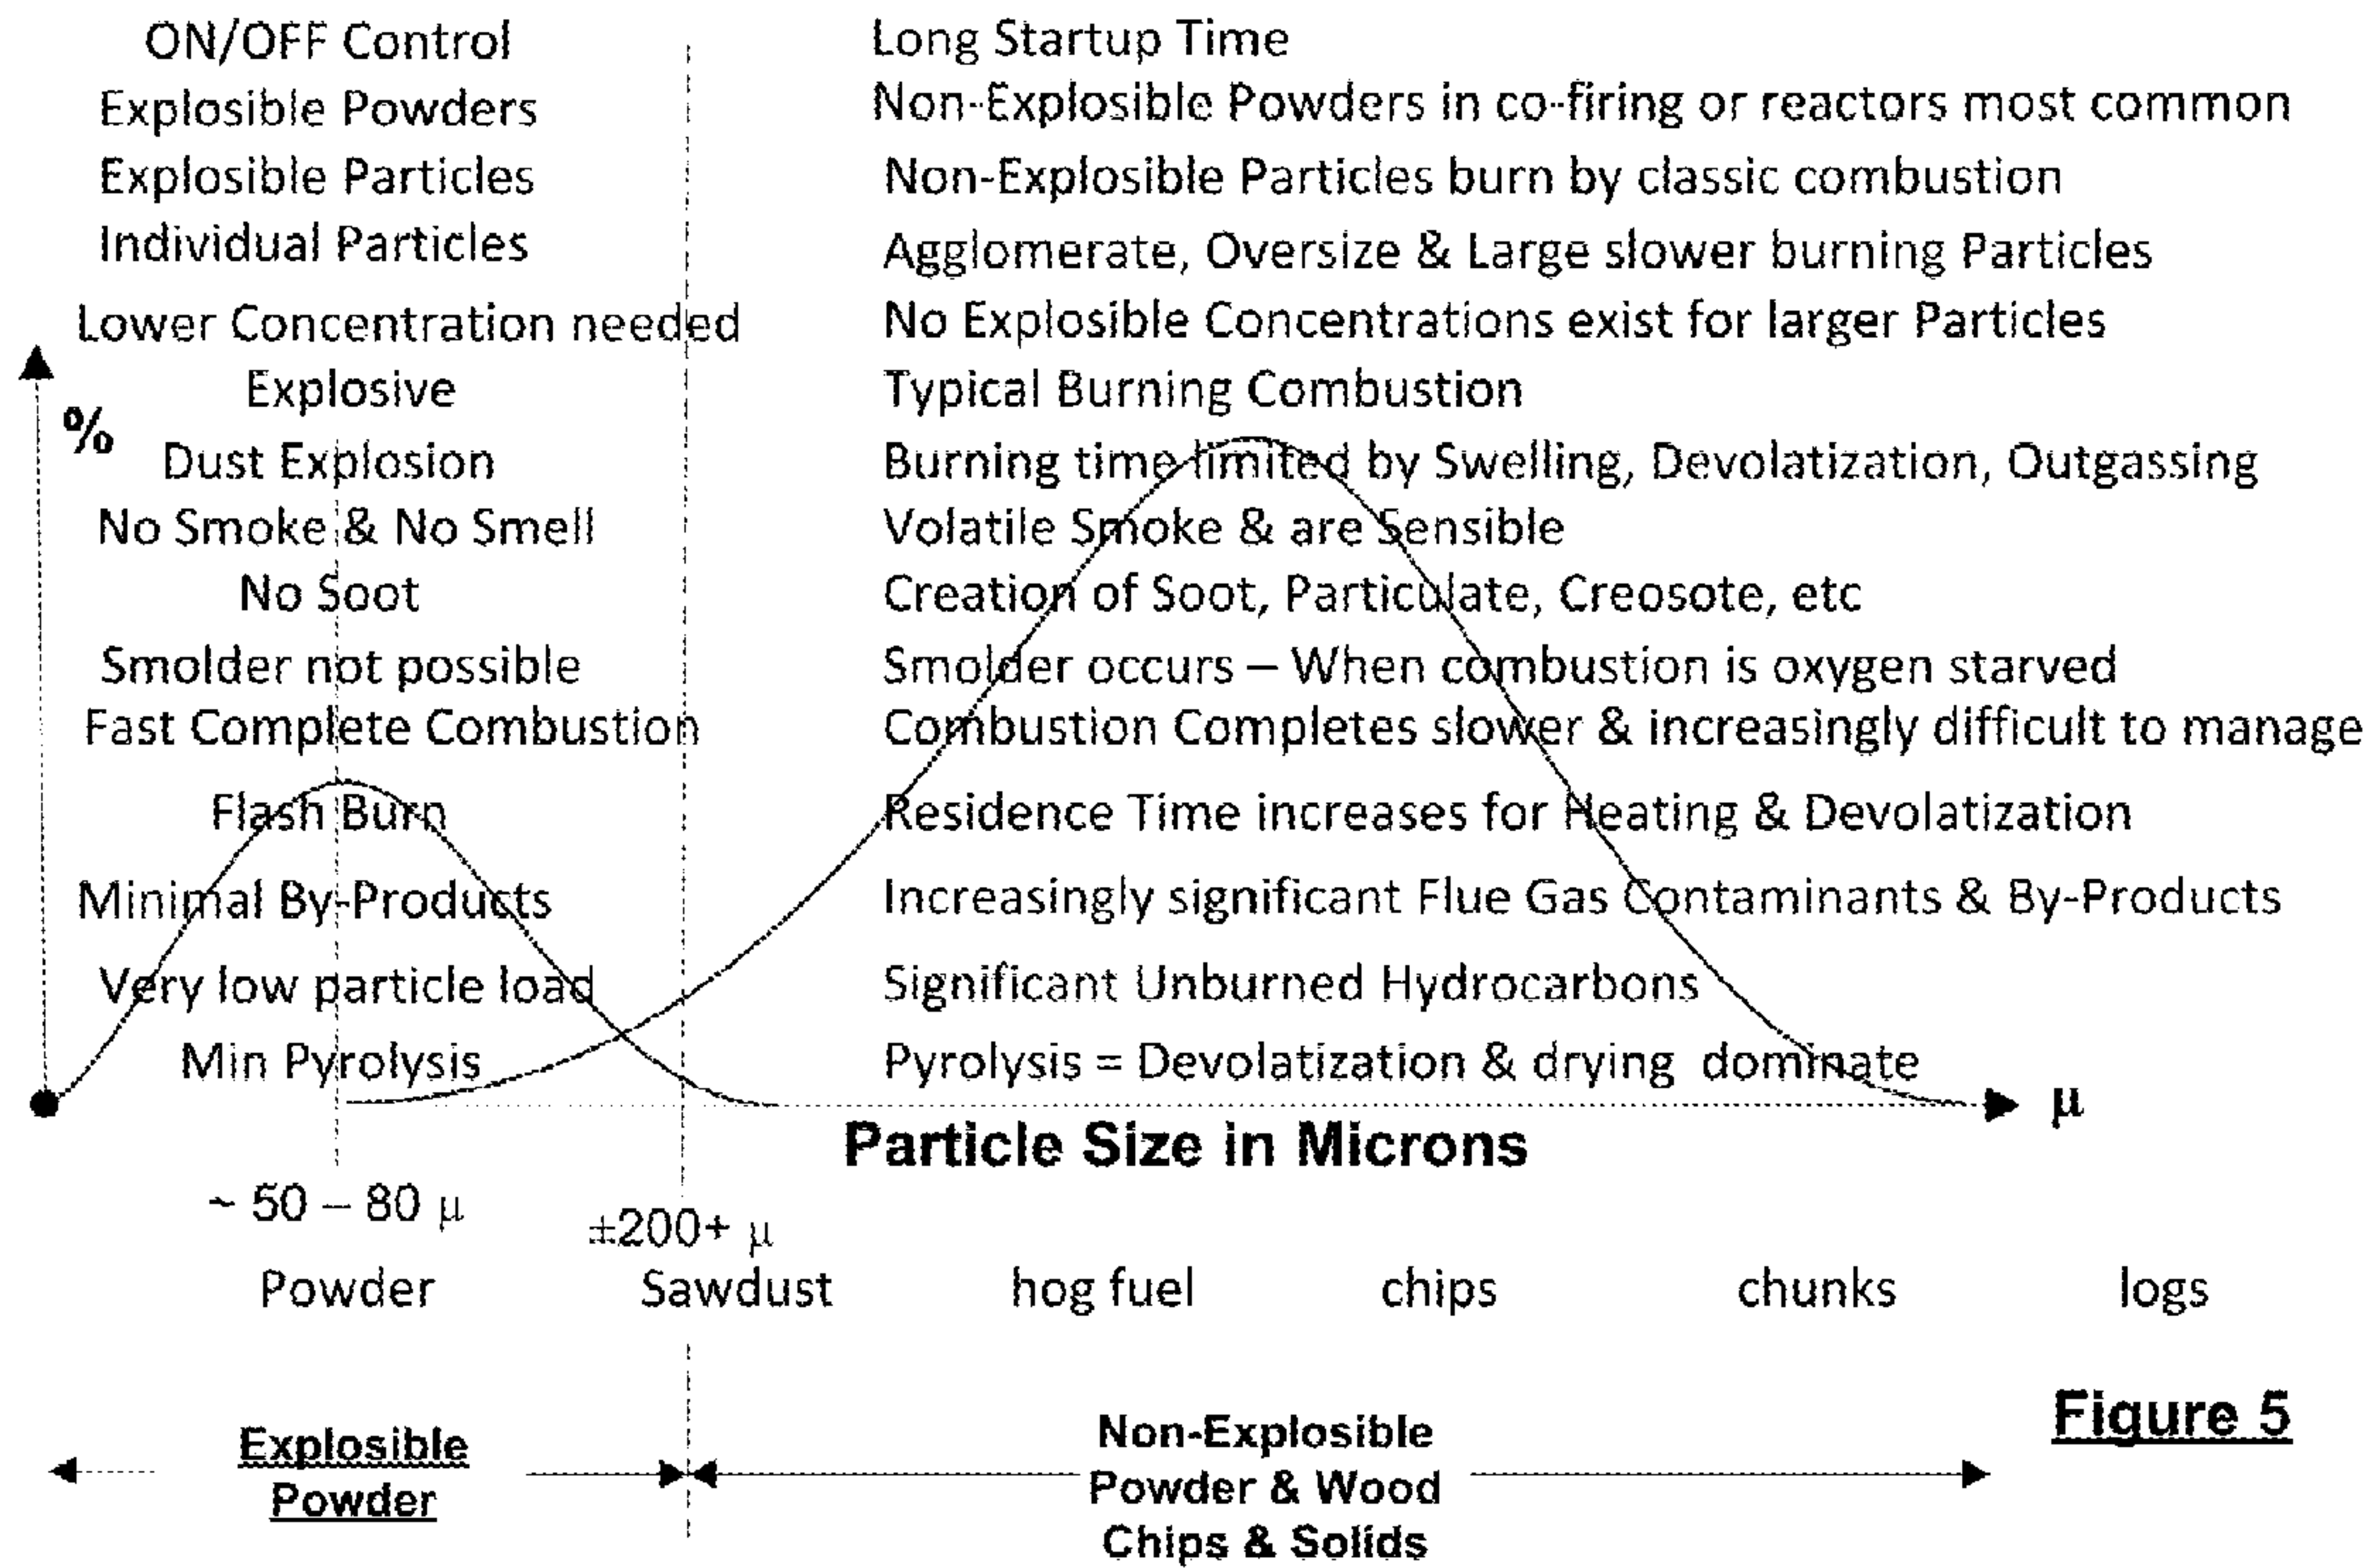 ON/OFF Control
Long Startup Time
Explosible Powders
Non-Explosible Powders in co-firing or reactors most common
Explosible Particles
Non-Explosible Particles burn by classic combustion
Individual Particles
Agglomerate, Oversize & Large slower burning Particles
Lower Concentration needed
No Explosible Concentrations exist for larger Particles
%
Explosive
Typical Burning Combustion
Dust Explosion
Burning time limited by Swelling, Devolatization, Outgassing
No Smoke & No Smell
Volatile Smoke & are Sensible
No Soot
Creation of Soot, Particulate, Creosote, etc
Smolder not possible
Smolder occurs – When combustion is oxygen starved
Fast Complete Combustion
Combustion Completes slower & increasingly difficult to manage
Flash Burn
Residence Time increases for Heating & Devolatization
Minimal By-Products
Increasingly significant Flue Gas Contaminants & By-Products
Very low particle load
Significant Unburned Hydrocarbons
Min Pyrolysis
Pyrolysis = Devolatization & drying dominate
μ
Particle Size in Microns
~ 50 – 80 μ
±200+ μ
Powder
Sawdust
hog fuel
chips
chunks
logs
Figure 5
Explosible
Powder
Non-Explosible
Powder & Wood
Chips & Solids